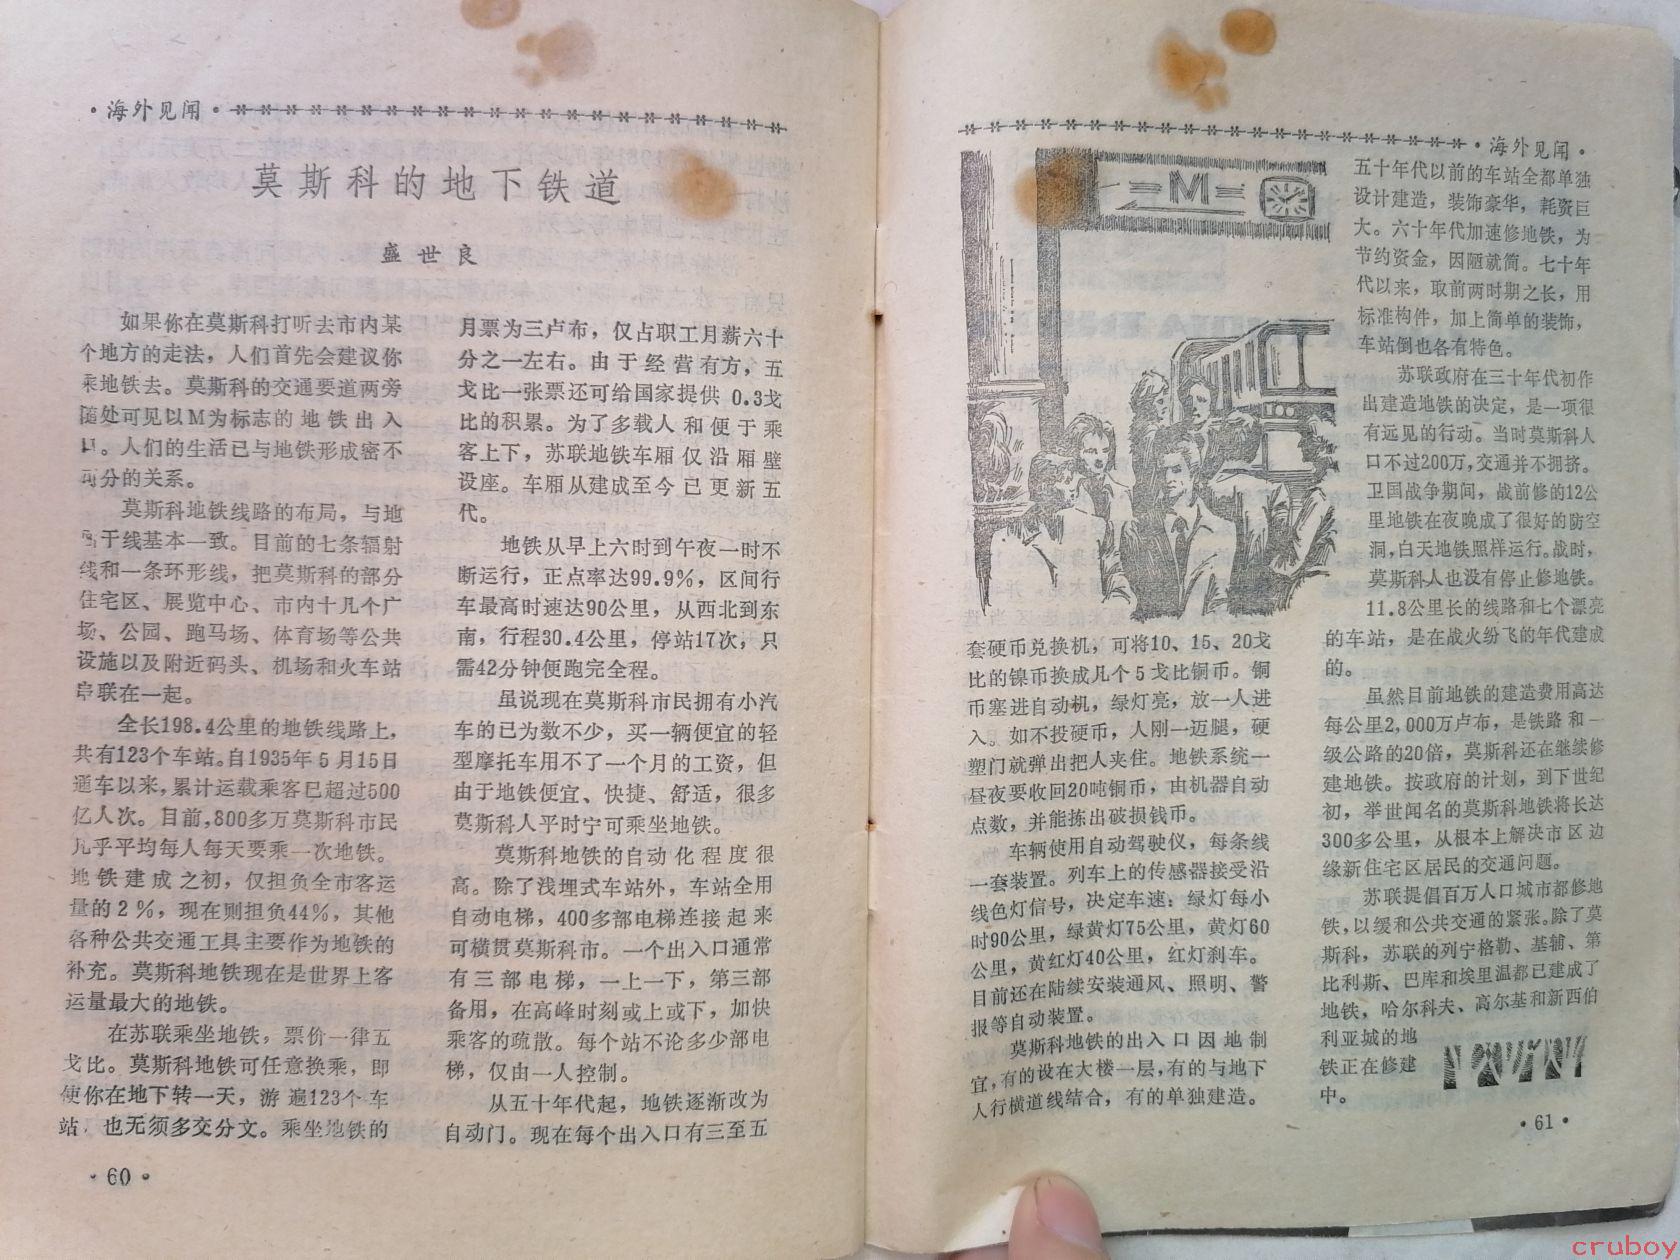 ·海外见闻·
莫斯科的地下铁道
盛世良
如果你在莫斯科打听去市内某
个地方的走法，人们首先会建议你
乘地铁去。莫斯科的交通要道两旁
随处可见以M为标志的地铁出入
口。人们的生活已与地铁形成密不
可分的关系。
莫斯科地铁线路的布局，与地
于线基本一致。目前的七条辐射
线和一条环形线，把莫斯科的部分
住宅区、展览中心、市内十几个广
场、公园、跑马场、体育场等公共
设施以及附近码头、机场和火车站
串联在一起。
全长198.4公里的地铁线路上，
共有123个车站。自1935年5月15日
通车以来，累计运载乘客已超过500
亿人次。目前，800多万莫斯科市民
几乎平均每人每天要乘一次地铁。
地铁建成之初，仅担负全市客运
量的2％，现在则担负44％，其他
各种公共交通工具主要作为地铁的
补充。莫斯科地铁现在是世界上客
运量最大的地铁。
在苏联乘坐地铁，票价一律五
戈比。莫斯科地铁可任意换乘，即
使你在地下转一天，游遍123个车
站，也无须多交分文。乘坐地铁的
月票为三卢布，仅占职工月薪六十
分之一左右。由于经营有方，五
戈比一张票还可给国家提供0.3戈
比的积累。为了多载人和便于乘
客上下，苏联地铁车厢仅沿厢壁
设座。车厢从建成至今已更新五
代。
地铁从早上六时到午夜一时不
断运行，正点率达99.9％，区间行
车最高时速达90公里，从西北到东
南，行程30.4公里，停站17次，只
需42分钟便跑完全程。
虽说现在莫斯科市民拥有小汽
车的已为数不少，买一辆便宜的轻
型摩托车用不了一个月的工资，但
由于地铁便宜、快捷、舒适，很多
莫斯科人平时宁可乘坐地铁。
莫斯科地铁的自动化程度很
高。除了浅埋式车站外，车站全用
自动电梯，400多部电梯连接起来
可横贯莫斯科市。一个出入口通常
有三部电梯，一上一下，第三部
备用，在高峰时刻或上或下，加快
乘客的疏散。每个站不论多少部电
梯，仅由一人控制。
从五十年代起，地铁逐渐改为
自动门。现在每个出入口有三至五
·60·
·海外见闻·
M
套硬币兑换机，可将10、15、20戈
比的镍币换成几个5戈比铜币。铜
币塞进自动机，绿灯亮，放一人进
入。如不投硬币，人刚一迈腿，硬
塑门就弹出把人夹住。地铁系统一
昼夜要收回20吨铜币，由机器自动
点数，并能拣出破损钱币。
车辆使用自动驾驶仪，每条线
一套装置。列车上的传感器接受沿
线色灯信号，决定车速：绿灯每小
时90公里，绿黄灯75公里，黄灯60
公里，黄红灯40公里，红灯刹车。
目前还在陆续安装通风、照明、警
报等自动装置。
莫斯科地铁的出入口因地制
宜，有的设在大楼一层，有的与地下
人行横道线结合，有的单独建造。
五十年代以前的车站全都单独
设计建造，装饰豪华，耗资巨
大。六十年代加速修地铁，为
节约资金，因陋就简。七十年
代以来，取前两时期之长，用
标准构件，加上简单的装饰，
车站倒也各有特色。
苏联政府在三十年代初作
出建造地铁的决定，是一项很
有远见的行动。当时莫斯科人
口不过200万，交通并不拥挤。
卫国战争期间，战前修的12公
里地铁在夜晚成了很好的防空
洞，白天地铁照样运行。战时，
莫斯科人也没有停止修地铁。
11.8公里长的线路和七个漂亮
的车站，是在战火纷飞的年代建成
的。
虽然目前地铁的建造费用高达
每公里2,000万卢布，是铁路和一
级公路的20倍，莫斯科还在继续修
建地铁。按政府的计划，到下世纪
初，举世闻名的莫斯科地铁将长达
300多公里，从根本上解决市区边
缘新住宅区居民的交通问题。
苏联提倡百万人口城市都修地
铁，以缓和公共交通的紧张。除了莫
斯科，苏联的列宁格勒、基辅、第
比利斯、巴库和埃里温都已建成了
地铁，哈尔科夫、高尔基和新西伯
利亚城的地
铁正在修建
中。
·61·
cruboy